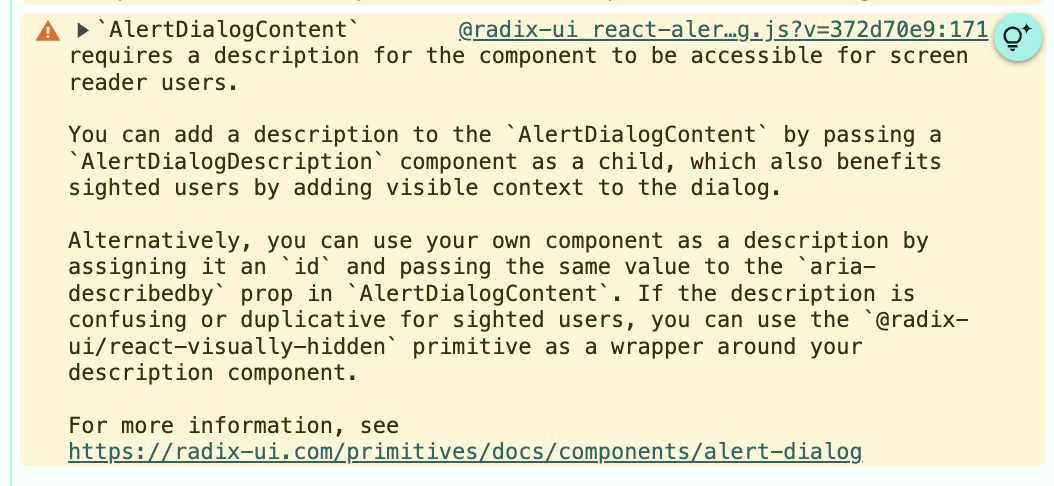 `AlertDialogContent` @radix-ui_react-aler…g.js?v=372d70e9:171
requires a description for the component to be accessible for screen
reader users.
You can add a description to the `AlertDialogContent` by passing a
`AlertDialogDescription` component as a child, which also benefits
sighted users by adding visible context to the dialog.
Alternatively, you can use your own component as a description by
assigning it an `id` and passing the same value to the `aria-
describedby` prop in `AlertDialogContent`. If the description is
confusing or duplicative for sighted users, you can use the `@radix-
ui/react-visually-hidden` primitive as a wrapper around your
description component.
For more information, see
https://radix-ui.com/primitives/docs/components/alert-dialog